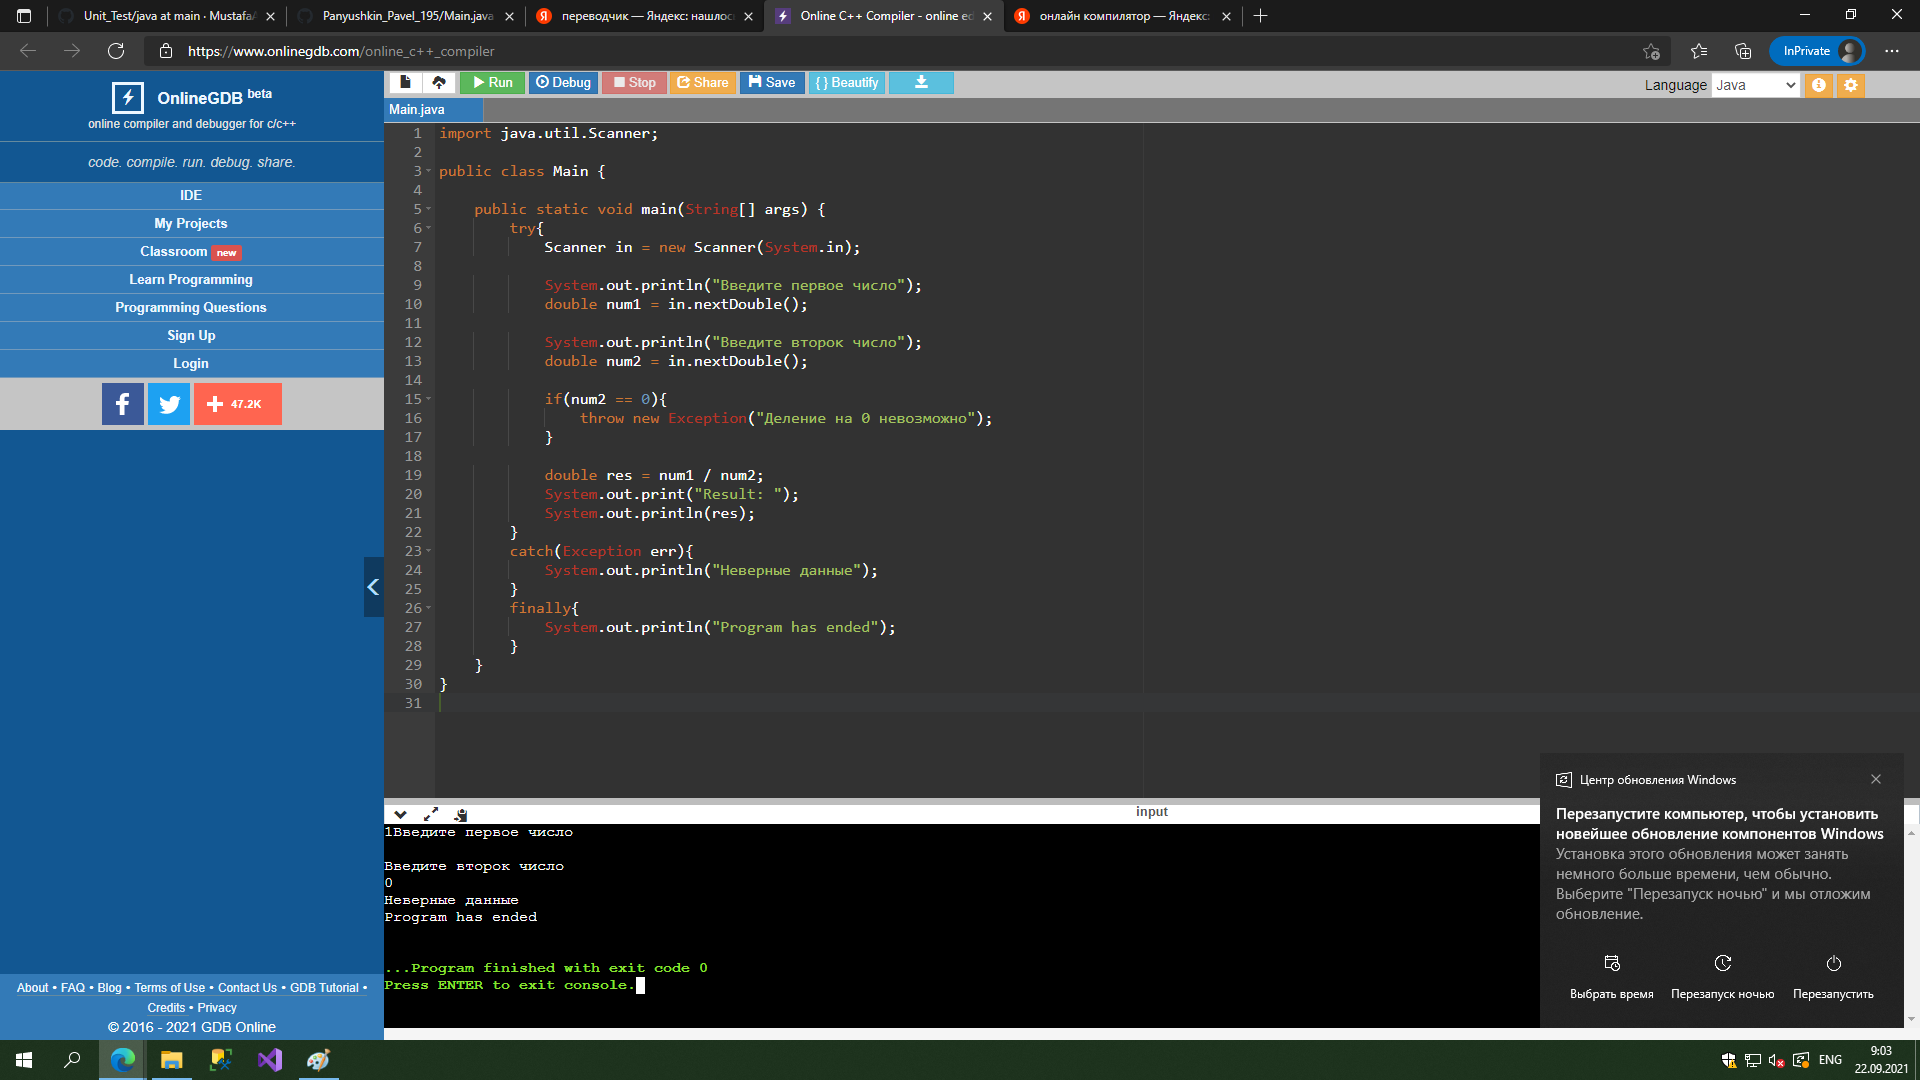 Unit_Test/java at main · MustafaA
Panyushkin_Pavel_195/Main.java
переводчик — Яндекс: нашлось
Online C++ Compiler - online ed
онлайн компилятор — Яндекс:
https://www.onlinegdb.com/online_c++_compiler
InPrivate
OnlineGDB beta
online compiler and debugger for c/c++
code. compile. run. debug. share.
IDE
My Projects
Classroom new
Learn Programming
Programming Questions
Sign Up
Login
47.2K
About • FAQ • Blog • Terms of Use • Contact Us • GDB Tutorial •
Credits • Privacy
© 2016 - 2021 GDB Online
Run
Debug
Stop
Share
Save
{ } Beautify
Language Java
Main.java
1 import java.util.Scanner;
2
3 public class Main {
4
5 public static void main(String[] args) {
6 try{
7 Scanner in = new Scanner(System.in);
8
9 System.out.println("Введите первое число");
10 double num1 = in.nextDouble();
11
12 System.out.println("Введите второк число");
13 double num2 = in.nextDouble();
14
15 if(num2 == 0){
16 throw new Exception("Деление на 0 невозможно");
17 }
18
19 double res = num1 / num2;
20 System.out.print("Result: ");
21 System.out.println(res);
22 }
23 catch(Exception err){
24 System.out.println("Неверные данные");
25 }
26 finally{
27 System.out.println("Program has ended");
28 }
29 }
30 }
31
input
1Введите первое число
Введите второк число
0
Неверные данные
Program has ended
...Program finished with exit code 0
Press ENTER to exit console.
Центр обновления Windows
Перезапустите компьютер, чтобы установить
новейшее обновление компонентов Windows
Установка этого обновления может занять
немного больше времени, чем обычно.
Выберите "Перезапуск ночью" и мы отложим
обновление.
Выбрать время
Перезапуск ночью
Перезапустить
ENG
9:03
22.09.2021